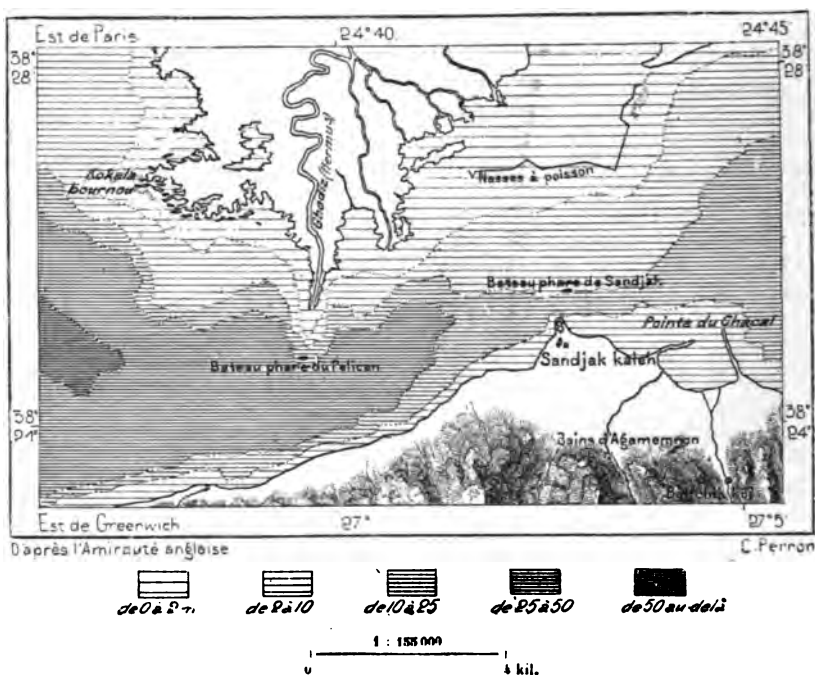 Est de Paris
24°40
24°45
38°
28
38°
28
Ghediz (Hermus)
Kokala
bournou
Nasses à poisson
Bateau phare de Sandjak
Pointe du Chacal
Sandjak kaleh
Bateau phare du Pelican
38°
24°
38°
24
Bains d'Agamemnon
Est de Greenwich
27°
27°5'
D'après l'Amirauté anglaise
C. Perron
de 0 à 2 m
de 2 à 10
de 10 à 25
de 25 à 50
de 50 au-delà
1 : 155 000
0
4 kil.